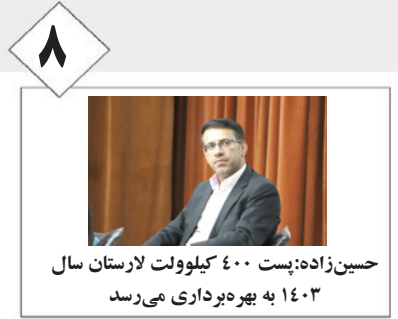 ۸
حسین‌زاده:پست ۴۰۰ کیلوولت لارستان سال
۱۴۰۳ به بهره‌برداری می‌رسد